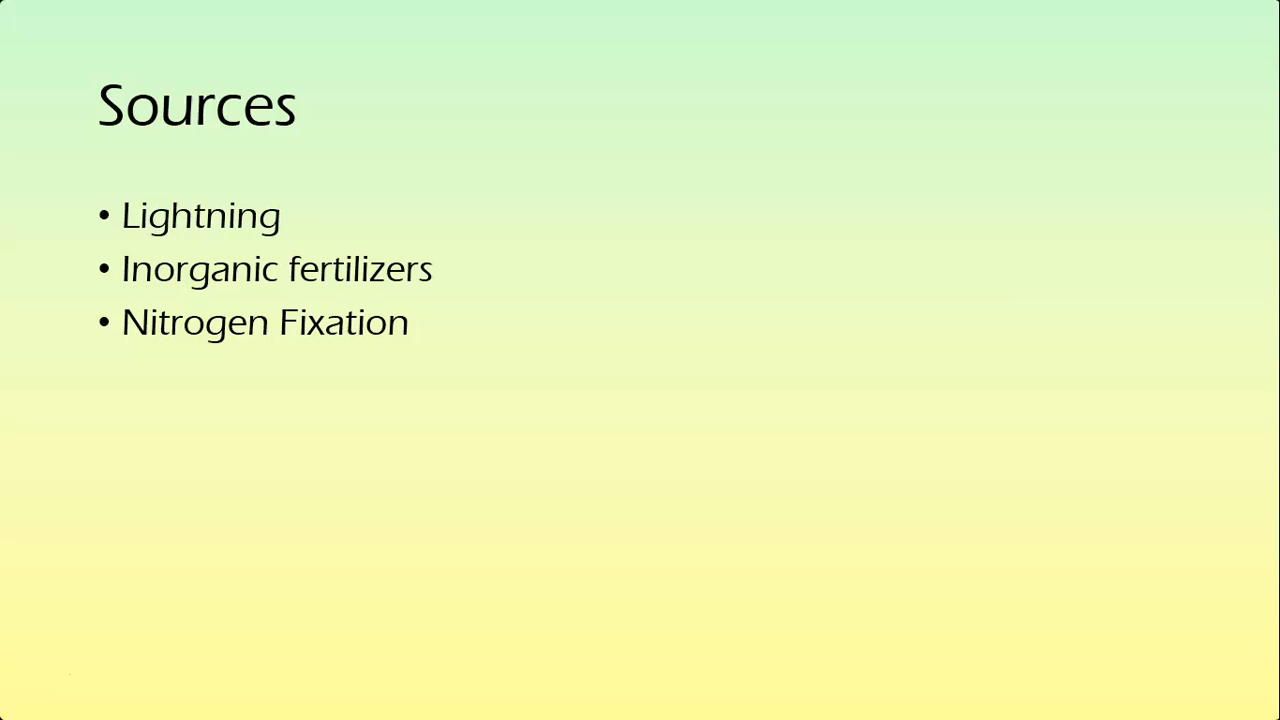 Sources
• Lightning
• Inorganic fertilizers
• Nitrogen Fixation